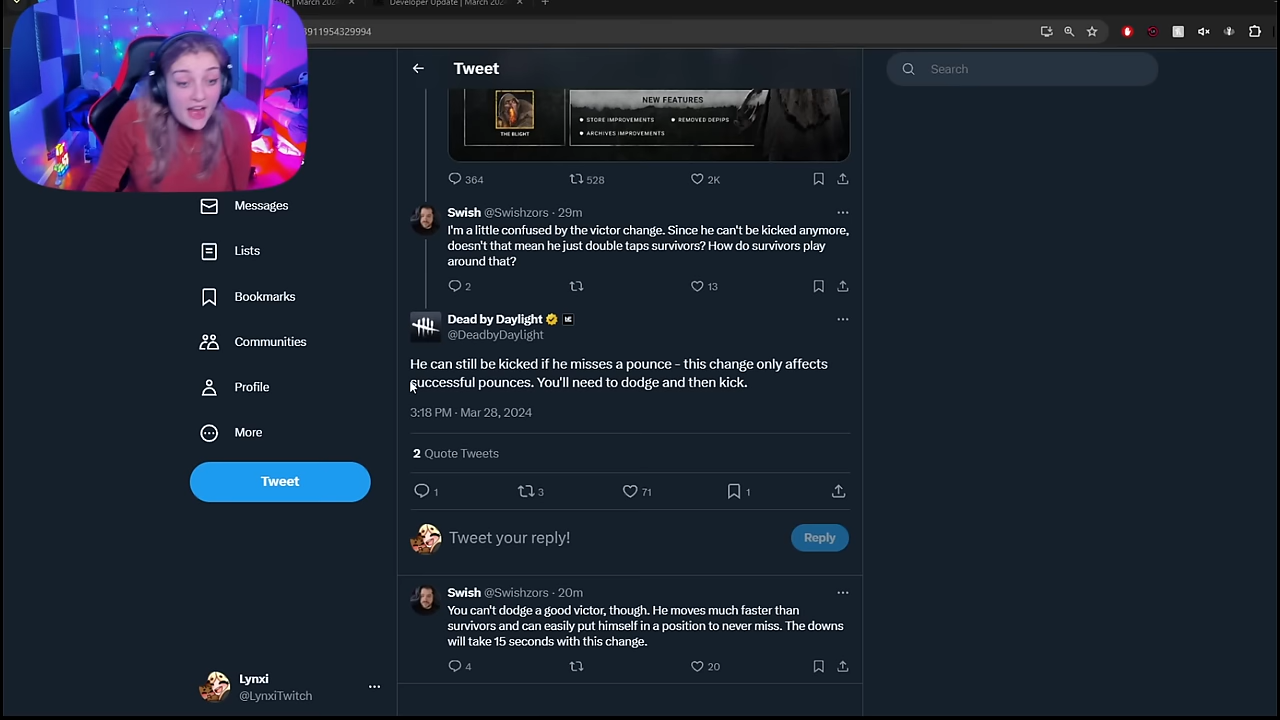 date | March 202
Developer Update | March 202
3911954329994
Tweet
Search
NEW FEATURES
• STORE IMPROVEMENTS • REMOVED DEPIPS
• ARCHIVES IMPROVEMENTS
THE BLIGHT
364 528 2K
Swish @Swishzors · 29m
I'm a little confused by the victor change. Since he can't be kicked anymore,
doesn't that mean he just double taps survivors? How do survivors play
around that?
2 13
Dead by Daylight
@DeadbyDaylight
He can still be kicked if he misses a pounce - this change only affects
successful pounces. You'll need to dodge and then kick.
3:18 PM · Mar 28, 2024
2 Quote Tweets
1 3 71 1
Tweet your reply!
Reply
Swish @Swishzors · 20m
You can't dodge a good victor, though. He moves much faster than
survivors and can easily put himself in a position to never miss. The downs
will take 15 seconds with this change.
4 20
Messages
Lists
Bookmarks
Communities
Profile
More
Tweet
Lynxi
@LynxiTwitch